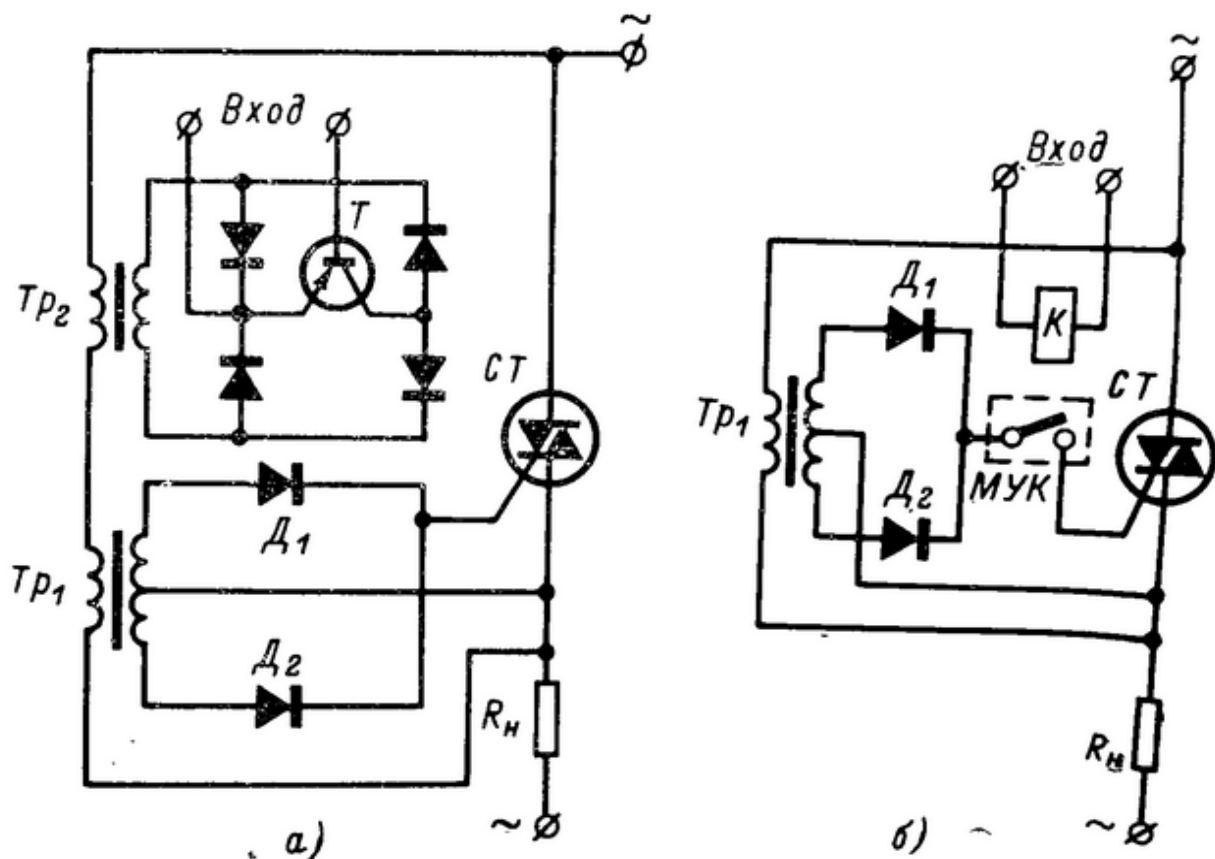 ~
Вход
Т
Тр₂
СТ
Д₁
Тр₁
Д₂
Rн
~
а)
~
Вход
К
Д₁
СТ
Тр₁
МУК
Д₂
Rн
~
б)